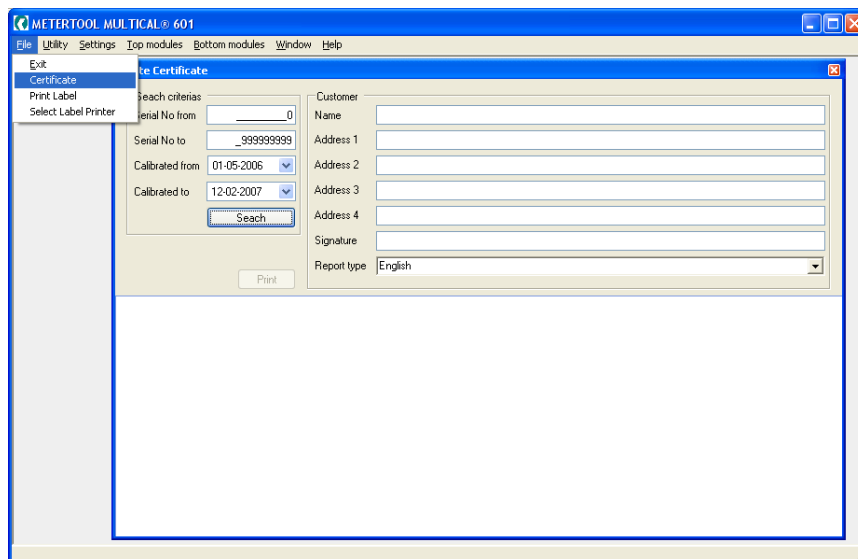 METERTOOL MULTICAL® 601
File Utility Settings Top modules Bottom modules Window Help
Exit
Certificate
Print Label
Select Label Printer
te Certificate
Seach criterias
Serial No from _________0
Serial No to _999999999
Calibrated from 01-05-2006
Calibrated to 12-02-2007
Seach
Print
Customer
Name
Address 1
Address 2
Address 3
Address 4
Signature
Report type English